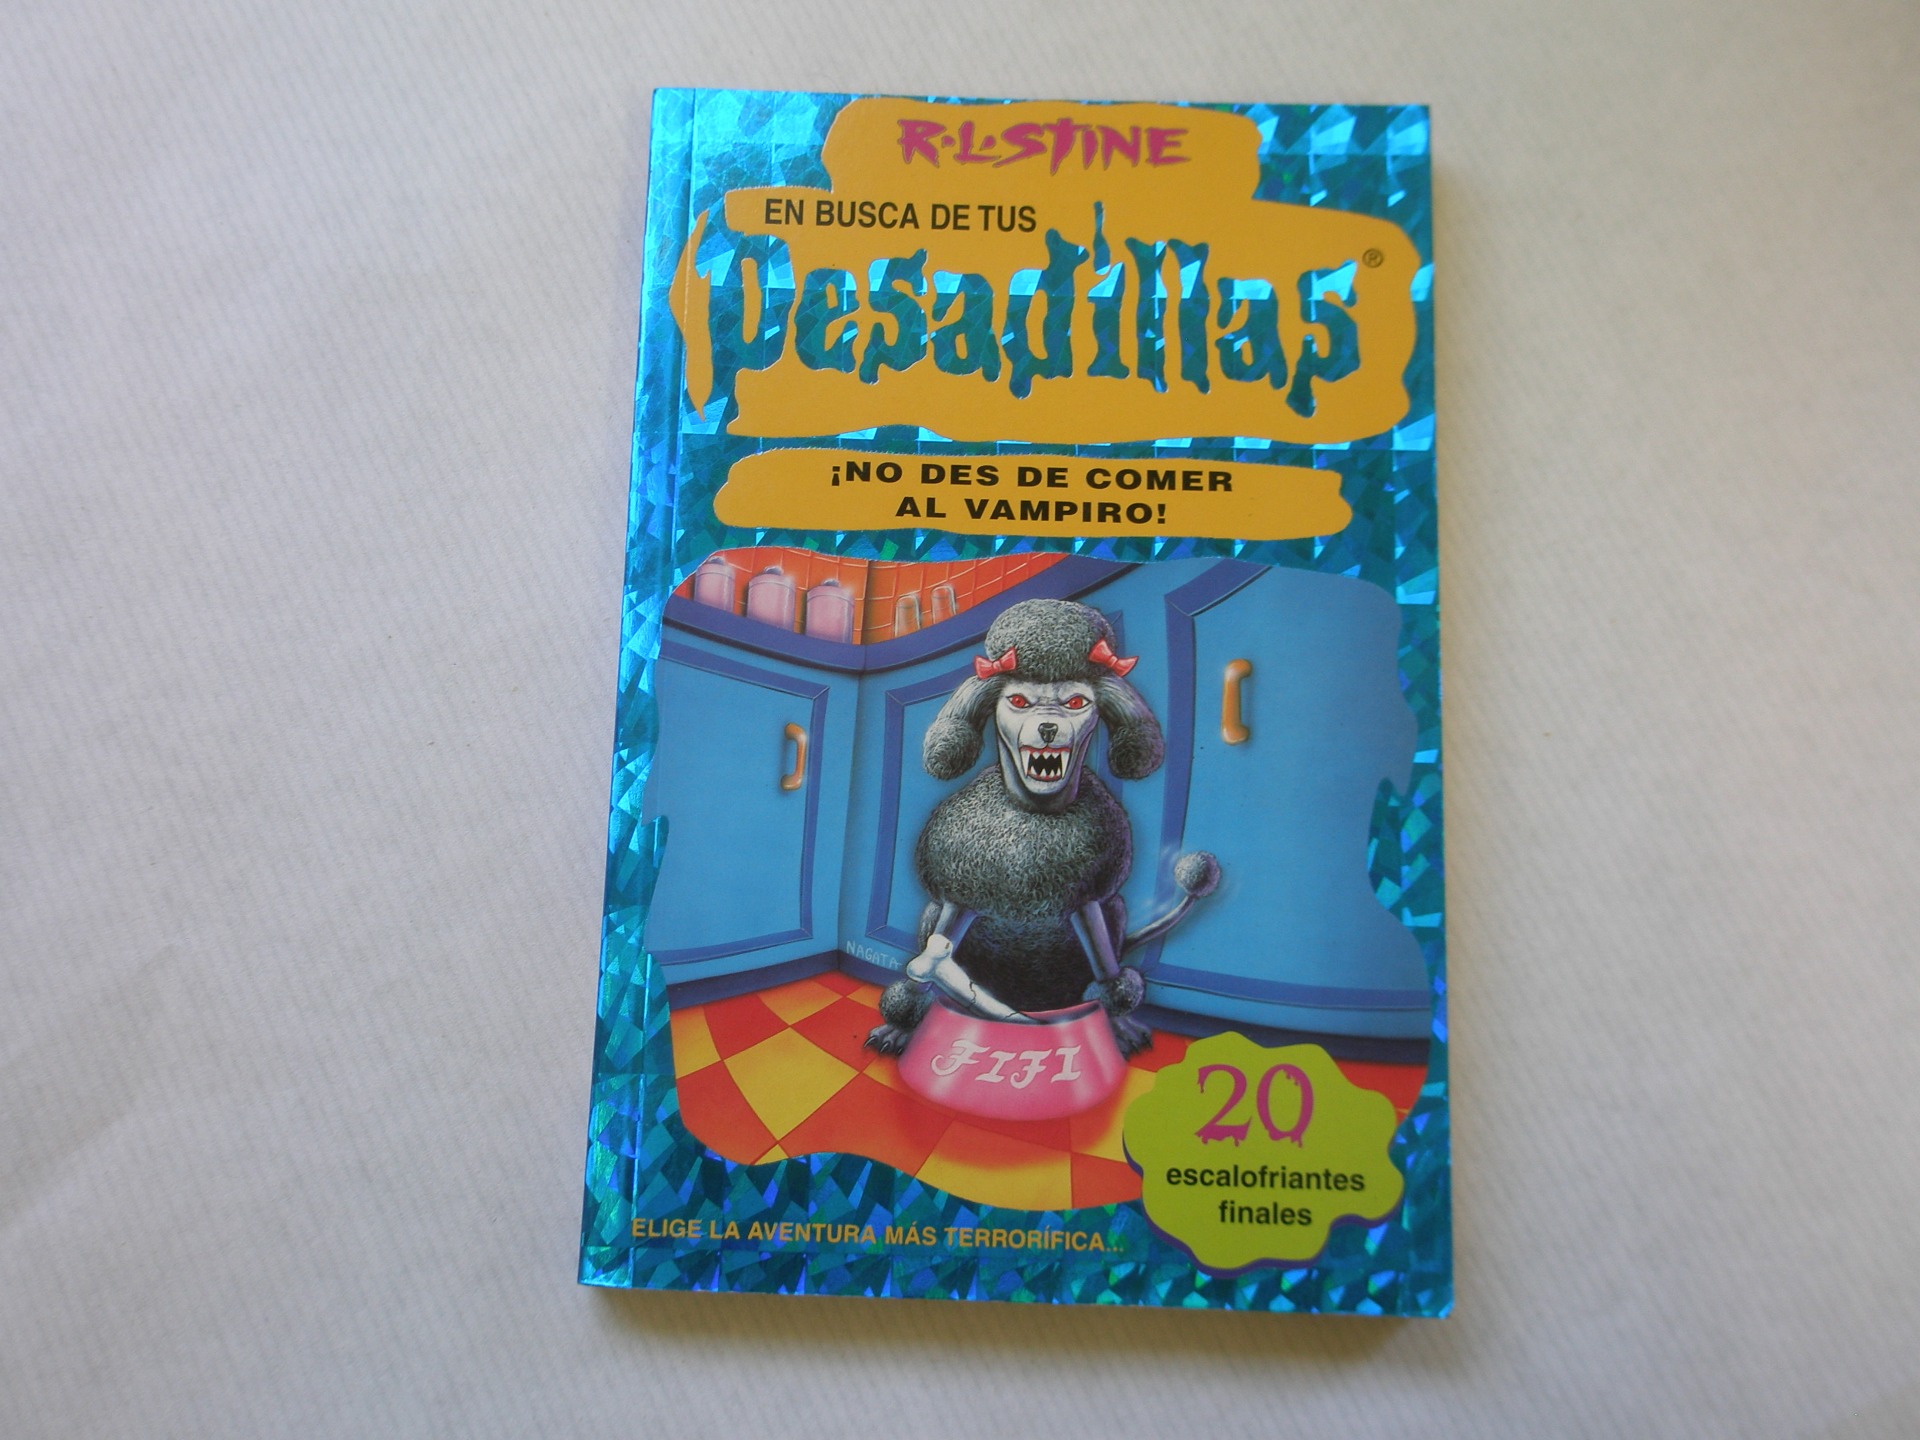 R.L.STINE
EN BUSCA DE TUS
Pesadillas®
¡NO DES DE COMER
AL VAMPIRO!
NAGATA
FIFI
20
escalofriantes
finales
ELIGE LA AVENTURA MÁS TERRORÍFICA...